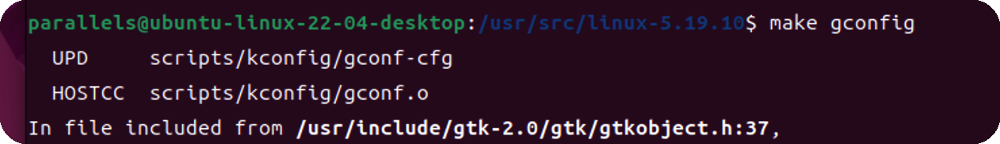 parallels@ubuntu-linux-22-04-desktop:/usr/src/linux-5.19.10$ make gconfig
  UPD     scripts/kconfig/gconf-cfg
  HOSTCC  scripts/kconfig/gconf.o
In file included from /usr/include/gtk-2.0/gtk/gtkobject.h:37,